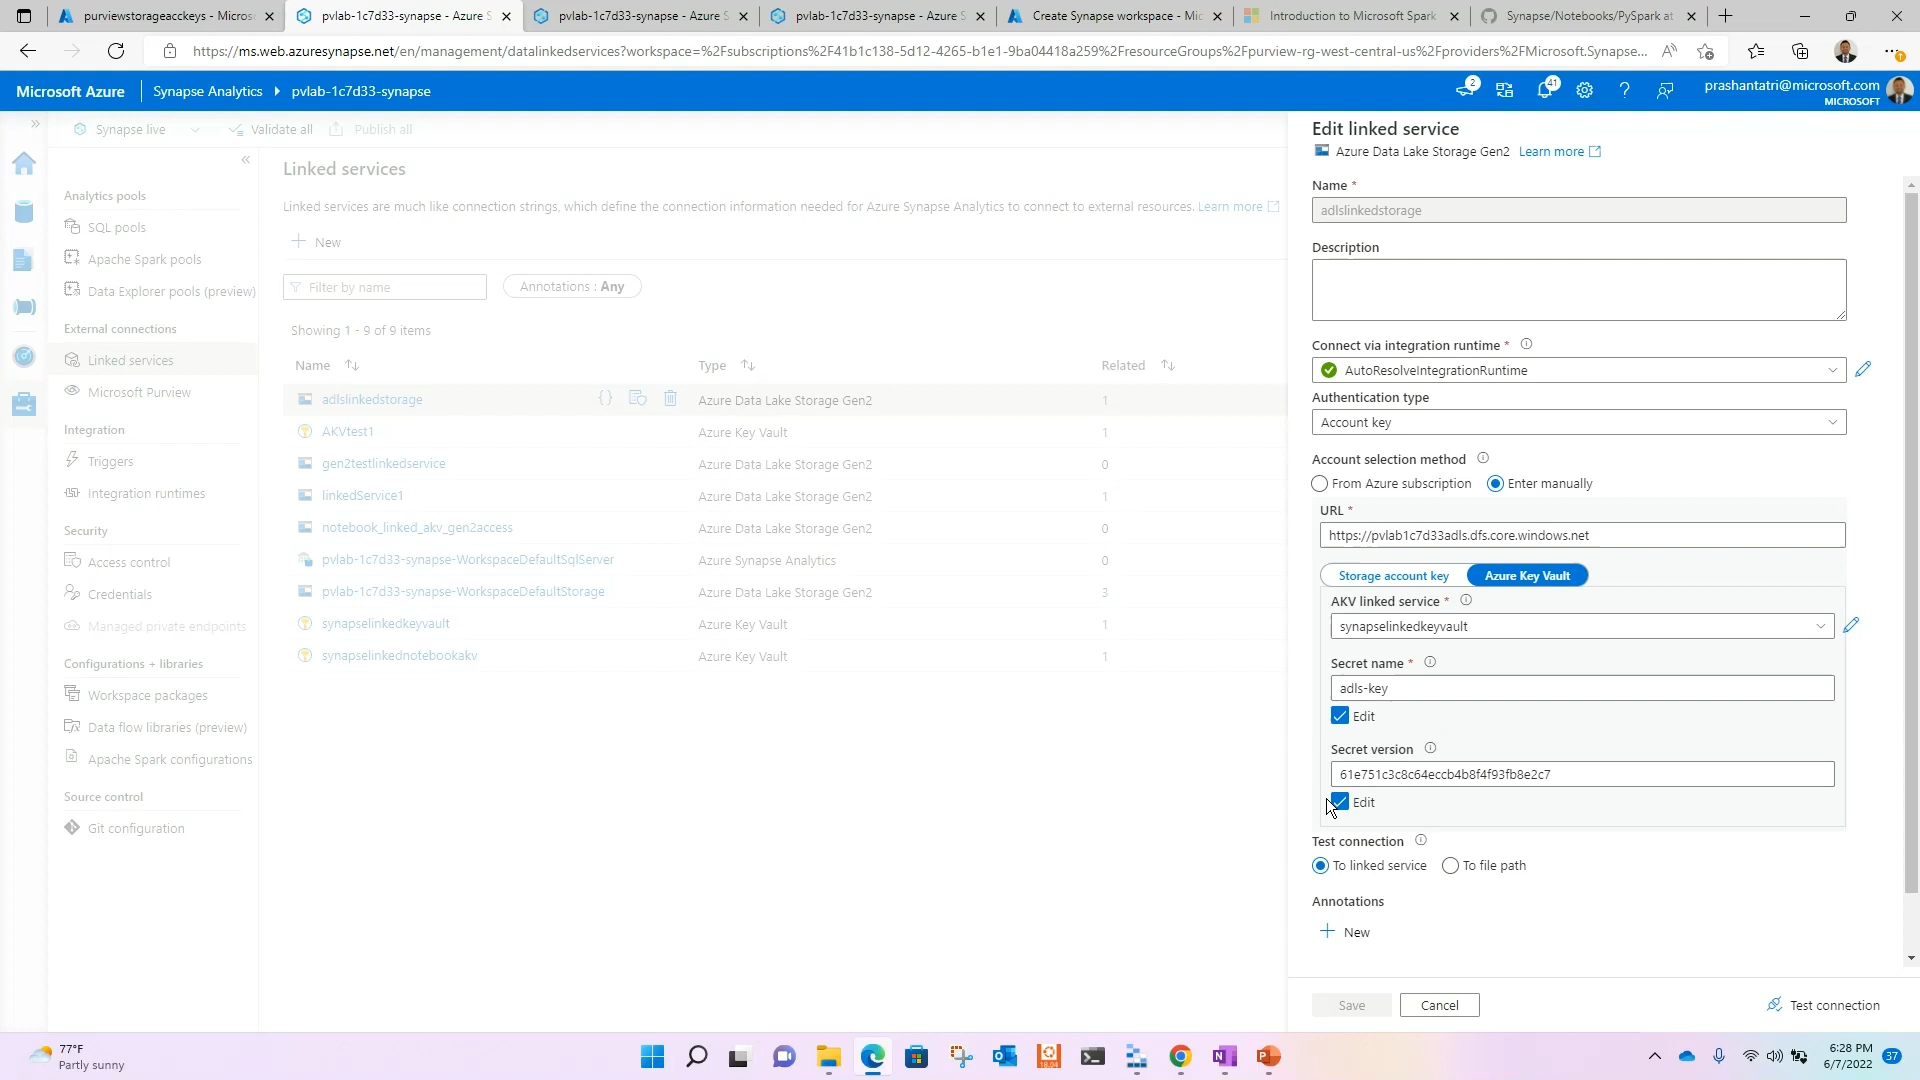 purviewstorageacckeys - Micros
pvlab-1c7d33-synapse - Azure S
pvlab-1c7d33-synapse - Azure S
pvlab-1c7d33-synapse - Azure S
Create Synapse workspace - Mic
Introduction to Microsoft Spark
Synapse/Notebooks/PySpark at
https://ms.web.azuresynapse.net/en/management/datalinkedservices?workspace=%2Fsubscriptions%2F41b1c138-5d12-4265-b1e1-9ba04418a259%2FresourceGroups%2Fpurview-rg-west-central-us%2Fproviders%2FMicrosoft.Synapse...
Microsoft Azure
Synapse Analytics
pvlab-1c7d33-synapse
2
41
prashantatri@microsoft.com
MICROSOFT
Synapse live
Validate all
Publish all
Analytics pools
SQL pools
Apache Spark pools
Data Explorer pools (preview)
External connections
Linked services
Microsoft Purview
Integration
Triggers
Integration runtimes
Security
Access control
Credentials
Managed private endpoints
Configurations + libraries
Workspace packages
Data flow libraries (preview)
Apache Spark configurations
Source control
Git configuration
Linked services
Linked services are much like connection strings, which define the connection information needed for Azure Synapse Analytics to connect to external resources. Learn more
New
Filter by name
Annotations : Any
Showing 1 - 9 of 9 items
Name Type Related
adlslinkedstorage {} Azure Data Lake Storage Gen2 1
AKVtest1 Azure Key Vault 1
gen2testlinkedservice Azure Data Lake Storage Gen2 0
linkedService1 Azure Data Lake Storage Gen2 1
notebook_linked_akv_gen2access Azure Data Lake Storage Gen2 0
pvlab-1c7d33-synapse-WorkspaceDefaultSqlServer Azure Synapse Analytics 0
pvlab-1c7d33-synapse-WorkspaceDefaultStorage Azure Data Lake Storage Gen2 3
synapselinkedkeyvault Azure Key Vault 1
synapselinkednotebookakv Azure Key Vault 1
Edit linked service
Azure Data Lake Storage Gen2 Learn more
Name *
adlslinkedstorage
Description
Connect via integration runtime *
AutoResolveIntegrationRuntime
Authentication type
Account key
Account selection method
From Azure subscription Enter manually
URL *
https://pvlab1c7d33adls.dfs.core.windows.net
Storage account key Azure Key Vault
AKV linked service *
synapselinkedkeyvault
Secret name *
adls-key
Edit
Secret version
61e751c3c8c64eccb4b8f4f93fb8e2c7
Edit
Test connection
To linked service To file path
Annotations
New
Save Cancel Test connection
77°F
Partly sunny
18.04
6:28 PM
6/7/2022
37